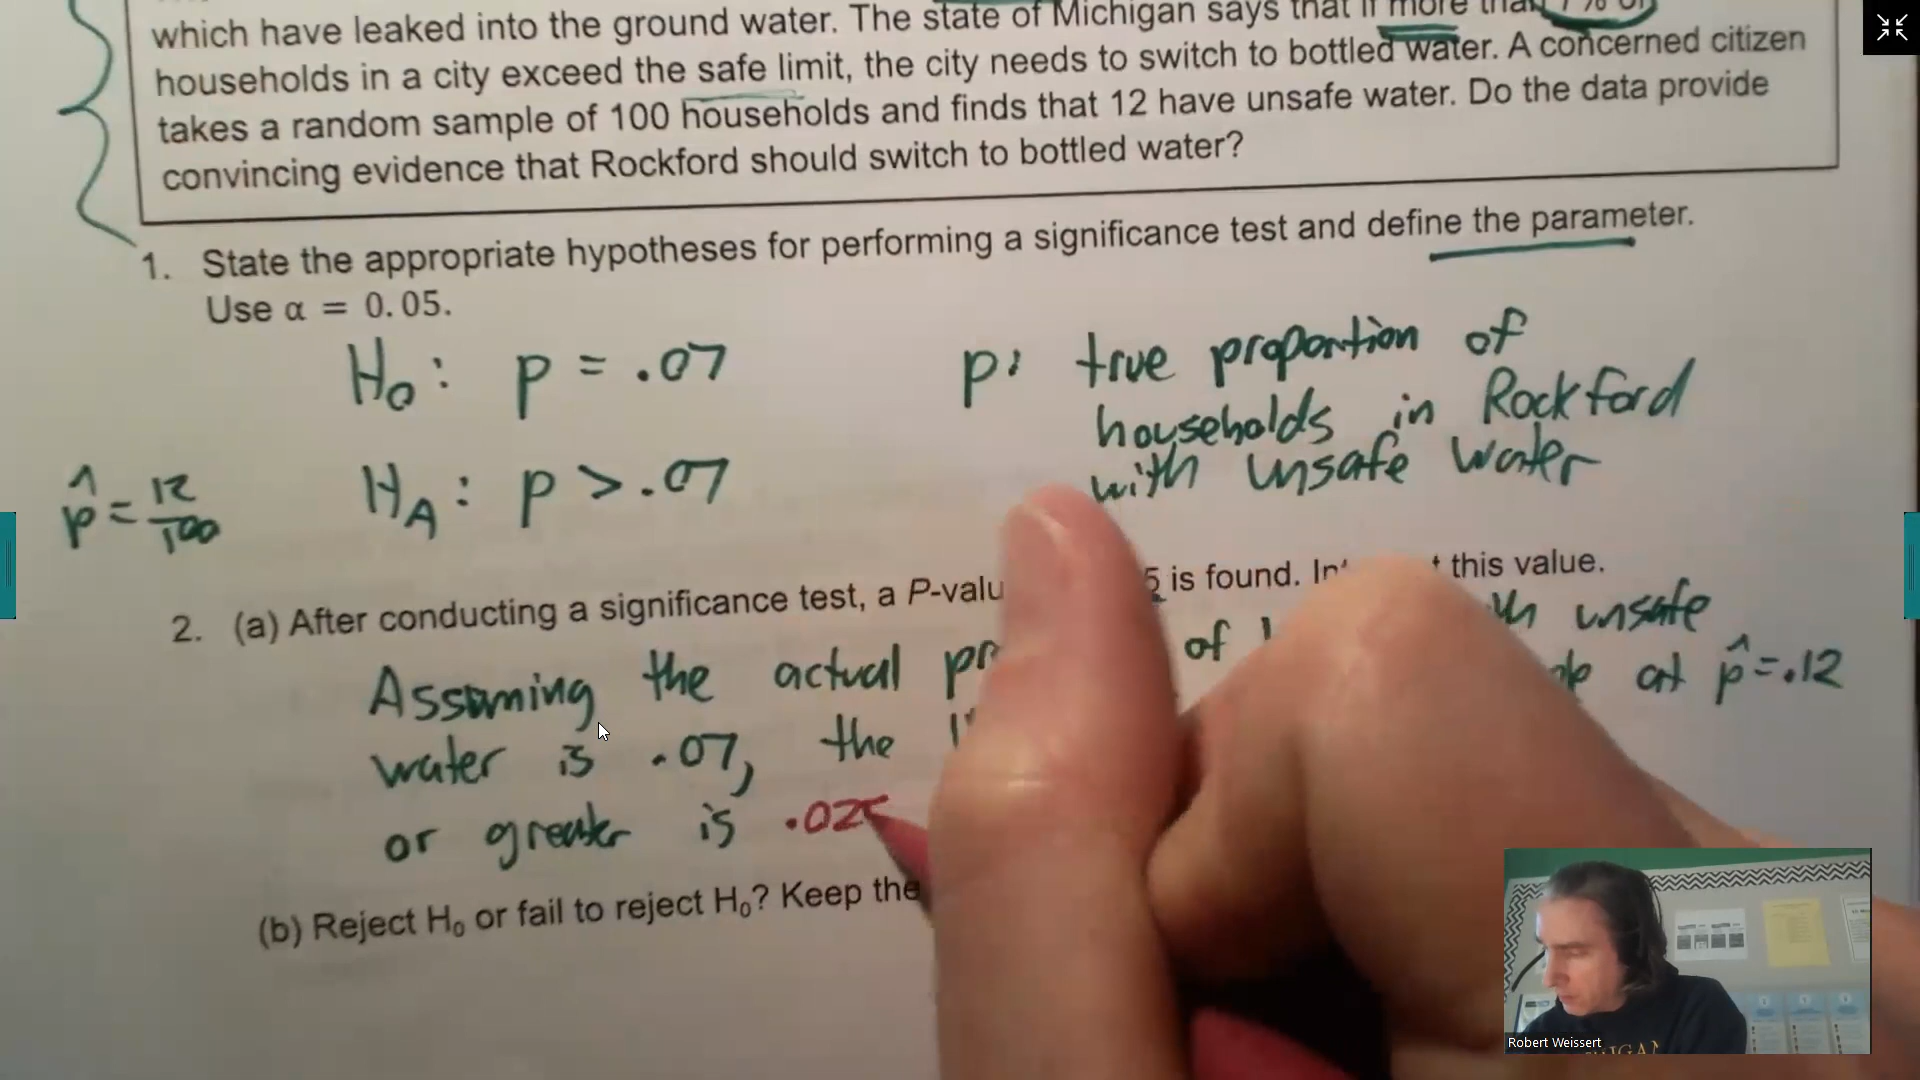 which have leaked into the ground water. The state of Michigan says that if more than 7% of
households in a city exceed the safe limit, the city needs to switch to bottled water. A concerned citizen
takes a random sample of 100 households and finds that 12 have unsafe water. Do the data provide
convincing evidence that Rockford should switch to bottled water?
1. State the appropriate hypotheses for performing a significance test and define the parameter.
Use α = 0.05.
H₀: p = .07
p: true proportion of
households in Rockford
with unsafe water
p̂ = 12/100
Hₐ: p > .07
2. (a) After conducting a significance test, a P-valu 5 is found. this value.
Assuming the actual of unsafe
water is .07, the at p̂ = .12
or greater is .025
(b) Reject H₀ or fail to reject H₀? Keep the
Robert Weissert